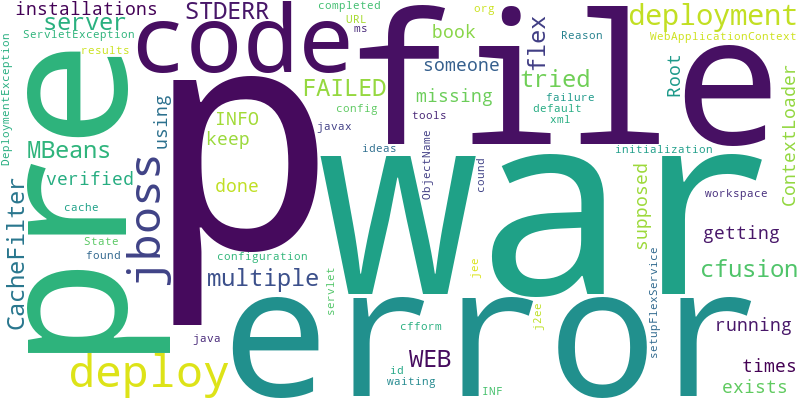 installations
STDERR
completed
URL
ms
org
server
ServletException
results
code
file
book
flex
Reason
deployment
WebApplicationContext
someone
tried
FAILED
missing
config
failure
default
xml
Root
e
DeploymentException
pre
MBeans
verified
using
INFO
keep
javax
tools
p
ideas
ObjectName
cound
initialization
ContextLoader
done
war
supposed
workspace
cache
CacheFilter
State
found
jboss
configuration
multiple
servlet
getting
cfusion
setupFlexService
jee
j2ee
error
cfform
running
java
WEB
times
deploy
id
waiting
INF
exists